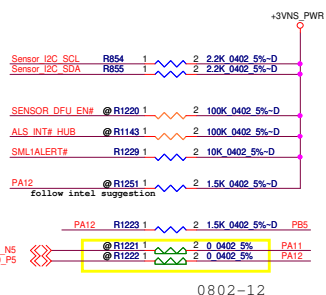 +3VNS_PWR
Sensor_I2C_SCL R854 1 2 2.2K_0402_5%~D
Sensor_I2C_SDA R855 1 2 2.2K_0402_5%~D
SENSOR_DFU_EN# @ R1220 1 2 100K_0402_5%~D
ALS_INT#_HUB @ R1143 1 2 100K_0402_5%~D
SML1ALERT# R1229 1 2 10K_0402_5%~D
PA12 @ R1251 1 2 1.5K_0402_5%~D
follow intel suggestion
PA12 R1223 1 2 1.5K_0402_5%~D PB5
_N5 @ R1221 1 2 0_0402_5% PA11
_P5 @ R1222 1 2 0_0402_5% PA12
0802-12